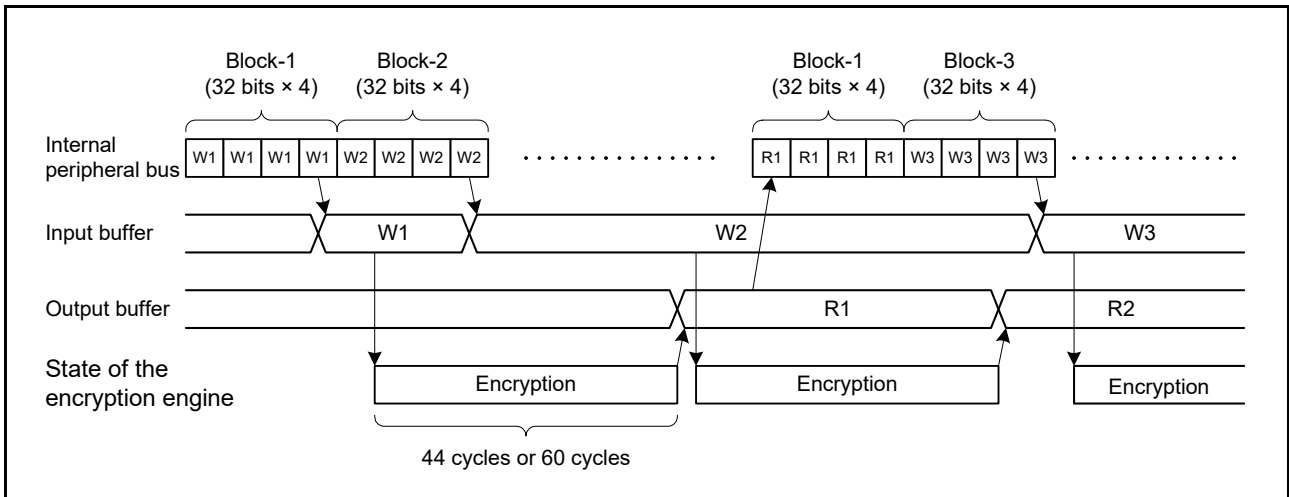 Block-1 Block-2 Block-1 Block-3
(32 bits × 4) (32 bits × 4) (32 bits × 4) (32 bits × 4)
Internal
peripheral bus W1 W1 W1 W1 W2 W2 W2 W2 R1 R1 R1 R1 W3 W3 W3 W3
Input buffer W1 W2 W3
Output buffer R1 R2
State of the
encryption engine Encryption Encryption Encryption
44 cycles or 60 cycles